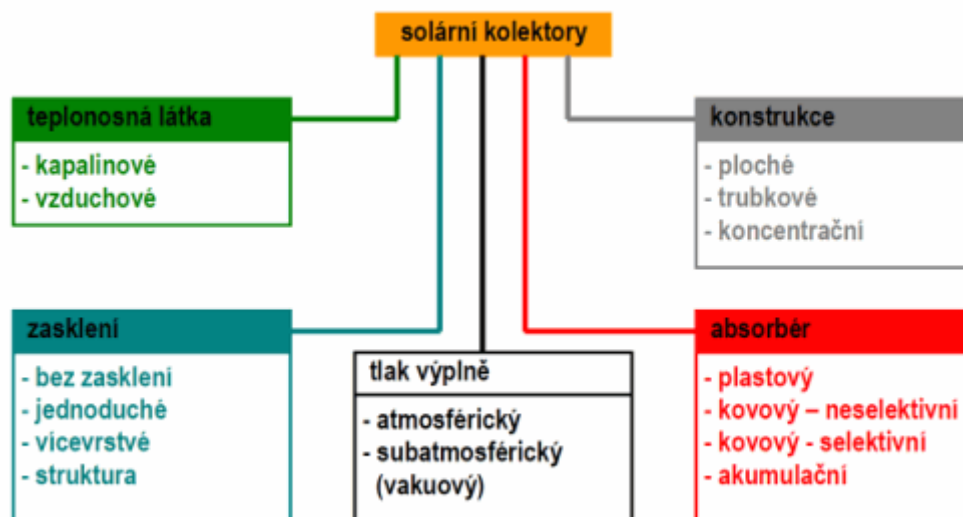 solární kolektory
teplonosná látka
- kapalinové
- vzduchové
konstrukce
- ploché
- trubkové
- koncentrační
zasklení
- bez zasklení
- jednoduché
- vícevrstvé
- struktura
tlak výplně
- atmosférický
- subatmosférický
(vakuový)
absorbér
- plastový
- kovový – neselektivní
- kovový - selektivní
- akumulační